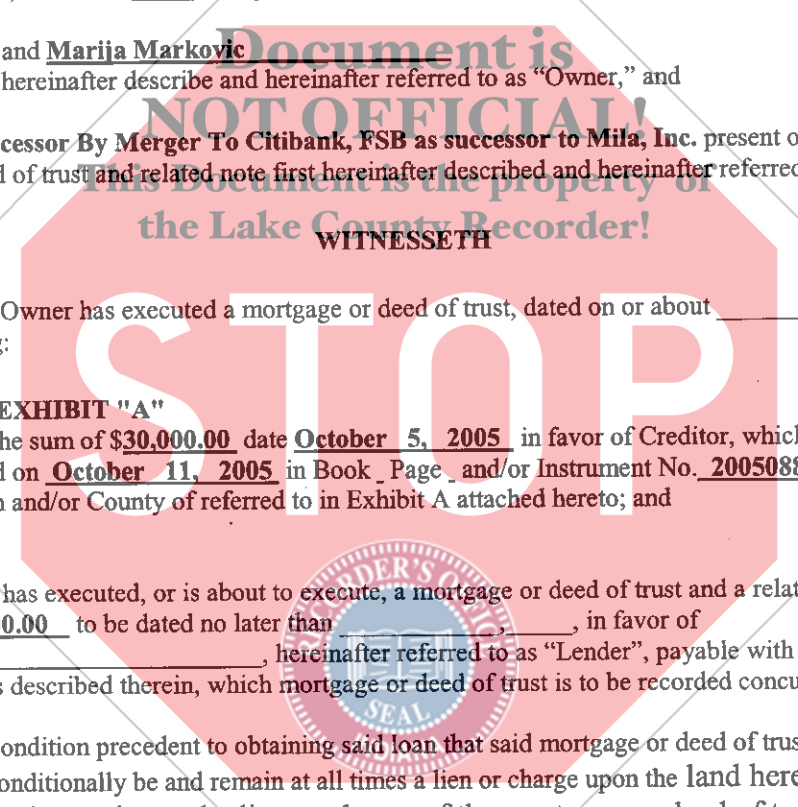 and Marija Markovic
Document is
hereinafter describe and hereinafter referred to as “Owner,” and
NOT OFFICIAL!
cessor By Merger To Citibank, FSB as successor to Mila, Inc. present o
of trust and related note first hereinafter described and hereinafter referred
This Document is the property of
the Lake County Recorder!
WITNESSETH
Owner has executed a mortgage or deed of trust, dated on or about ________
g:
STOP
EXHIBIT "A"
he sum of $30,000.00 date October 5, 2005 in favor of Creditor, which
d on October 11, 2005 in Book _ Page _ and/or Instrument No. 2005088
n and/or County of referred to in Exhibit A attached hereto; and
has executed, or is about to execute, a mortgage or deed of trust and a relat
0.00 to be dated no later than ______________, ______, in favor of
______________________, hereinafter referred to as “Lender”, payable with
s described therein, which mortgage or deed of trust is to be recorded concu
RECORDER'S OFFICE
SEAL
INDIANA
ondition precedent to obtaining said loan that said mortgage or deed of trus
onditionally be and remain at all times a lien or charge upon the land here